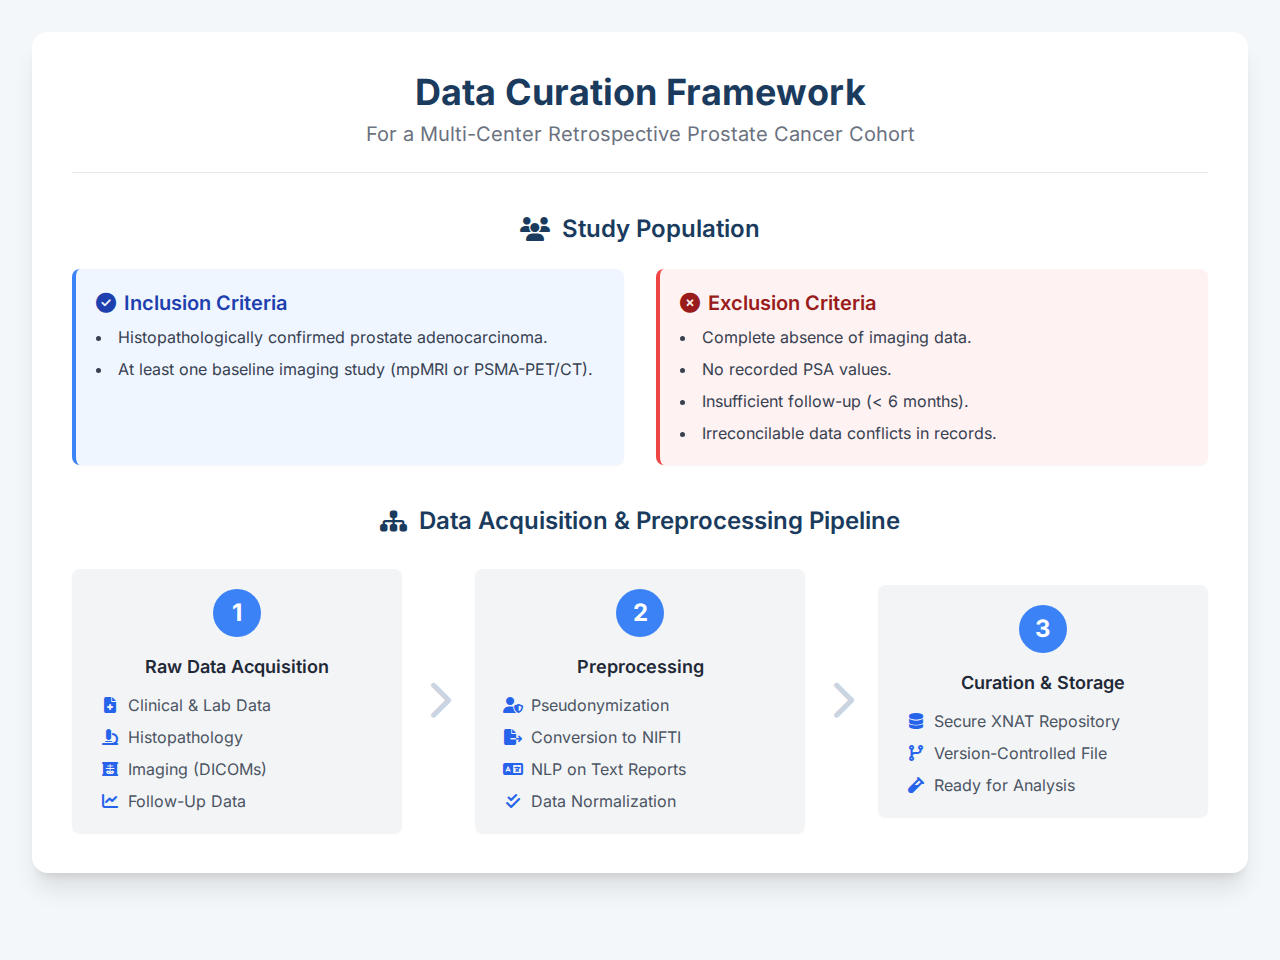 Data Curation Framework
For a Multi-Center Retrospective Prostate Cancer Cohort
Study Population
Inclusion Criteria
• Histopathologically confirmed prostate adenocarcinoma.
• At least one baseline imaging study (mpMRI or PSMA-PET/CT).
Exclusion Criteria
• Complete absence of imaging data.
• No recorded PSA values.
• Insufficient follow-up (< 6 months).
• Irreconcilable data conflicts in records.
Data Acquisition & Preprocessing Pipeline
1
Raw Data Acquisition
Clinical & Lab Data
Histopathology
Imaging (DICOMs)
Follow-Up Data
2
Preprocessing
Pseudonymization
Conversion to NIFTI
NLP on Text Reports
Data Normalization
3
Curation & Storage
Secure XNAT Repository
Version-Controlled File
Ready for Analysis